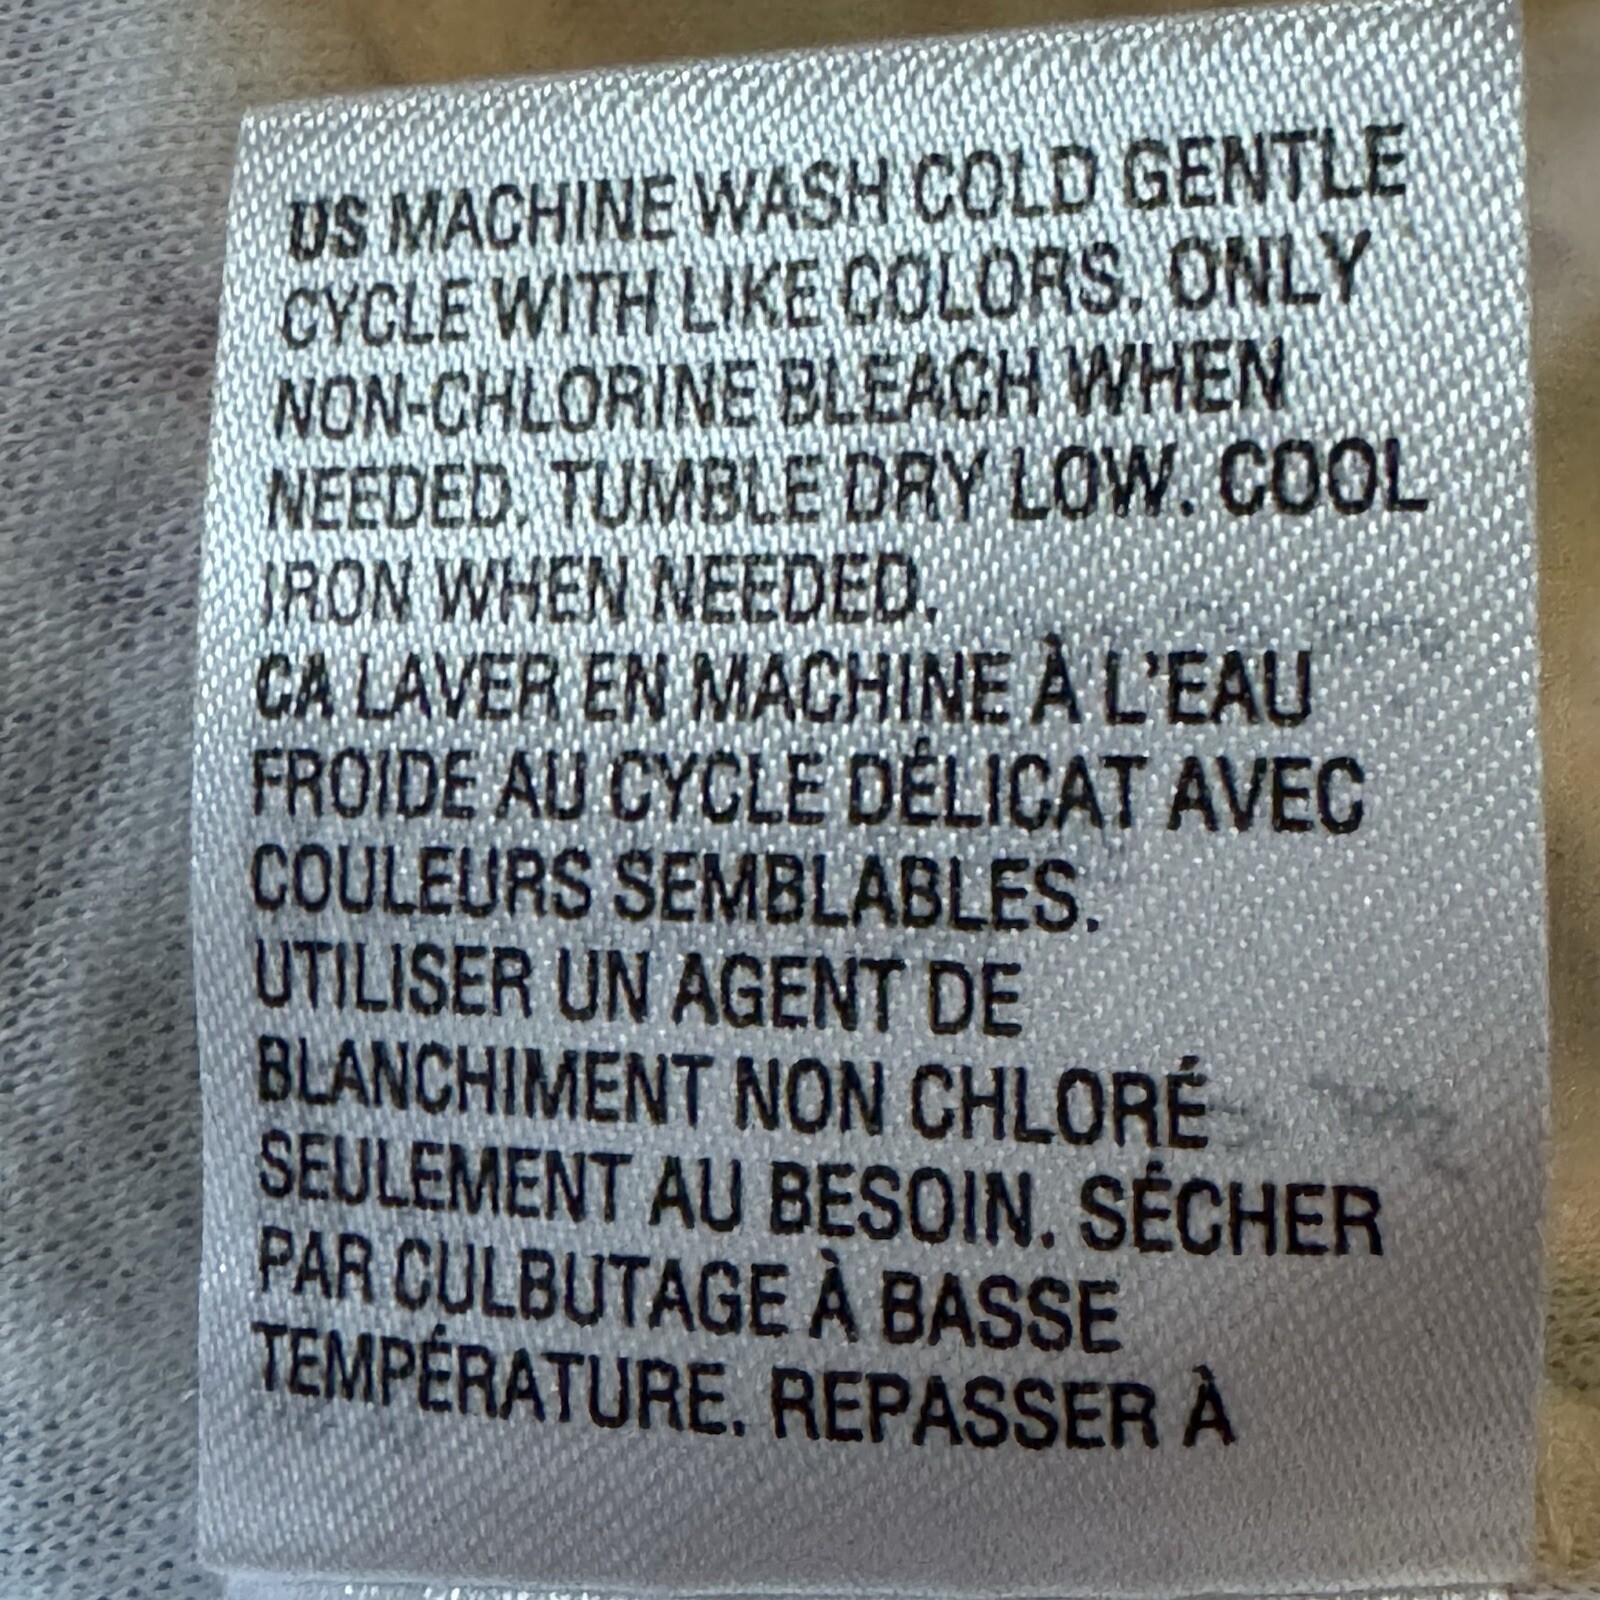 US MACHINE WASH COLD GENTLE
CYCLE WITH LIKE COLORS. ONLY
NON-CHLORINE BLEACH WHEN
NEEDED. TUMBLE DRY LOW. COOL
IRON WHEN NEEDED.
CA LAVER EN MACHINE À L'EAU
FROIDE AU CYCLE DÉLICAT AVEC
COULEURS SEMBLABLES.
UTILISER UN AGENT DE
BLANCHIMENT NON CHLORÉ
SEULEMENT AU BESOIN. SÉCHER
PAR CULBUTAGE À BASSE
TEMPÉRATURE. REPASSER À